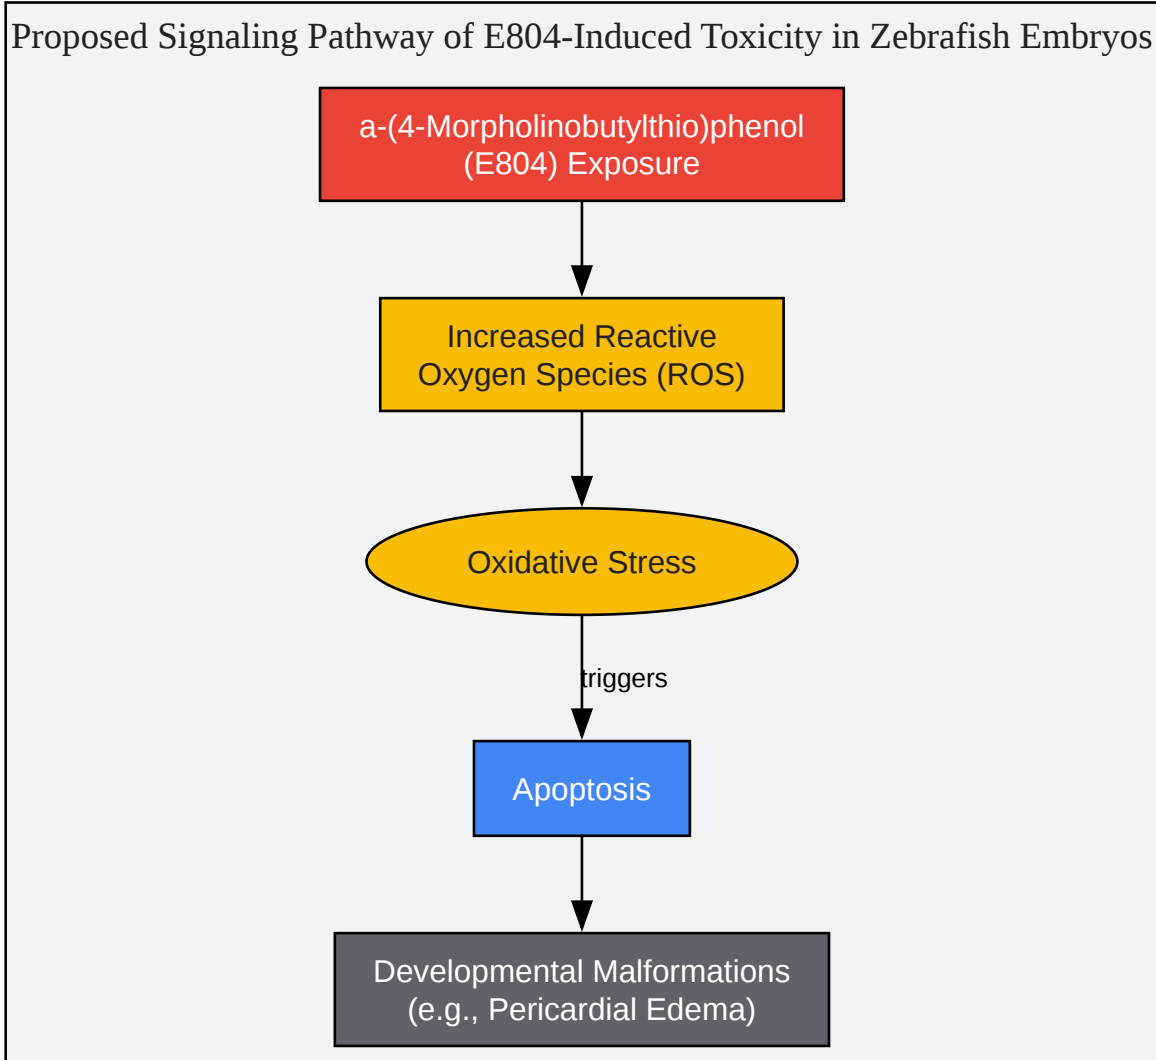 Proposed Signaling Pathway of E804-Induced Toxicity in Zebrafish Embryos
a-(4-Morpholinobutylthio)phenol
(E804) Exposure
Increased Reactive
Oxygen Species (ROS)
Oxidative Stress
triggers
Apoptosis
Developmental Malformations
(e.g., Pericardial Edema)